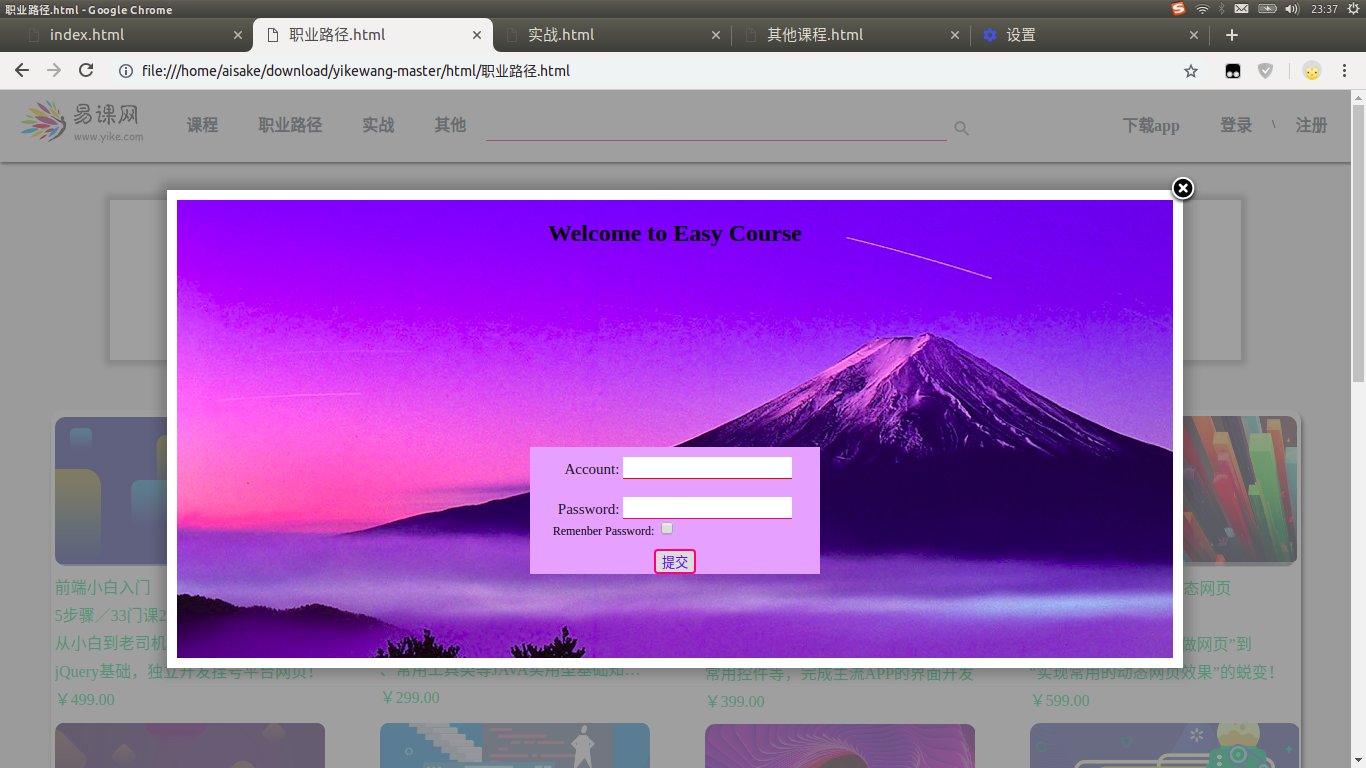 职业路径.html - Google Chrome
23:37
index.html
职业路径.html
实战.html
其他课程.html
设置
file:///home/aisake/download/yikewang-master/html/职业路径.html
易课网
www.yike.com
课程
职业路径
实战
其他
下载app
登录
\
注册
Welcome to Easy Course
Account:
Password:
Remenber Password:
提交
前端小白入门
5步骤／33门课2
从小白到老司机
jQuery基础，独立开发挂号平台网页！
￥499.00
、常用工具类等JAVA实用型基础知…
￥299.00
常用控件等，完成主流APP的界面开发
￥399.00
态网页
做网页”到
“实现常用的动态网页效果”的蜕变！
￥599.00